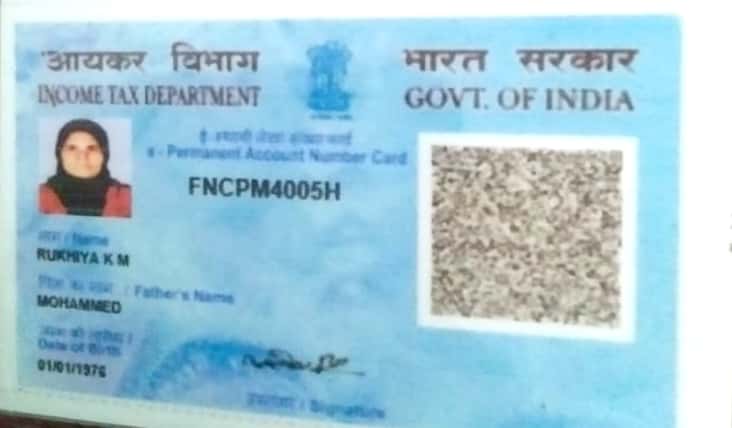 आयकर विभाग
INCOME TAX DEPARTMENT
भारत सरकार
GOVT. OF INDIA
ई-स्थायी लेखा संख्या कार्ड
e - Permanent Account Number Card
FNCPM4005H
नाम / Name
RUKHIYA K M
पिता का नाम / Father's Name
MOHAMMED
जन्म की तारीख /
Date of Birth
01/01/1976
हस्ताक्षर / Signature